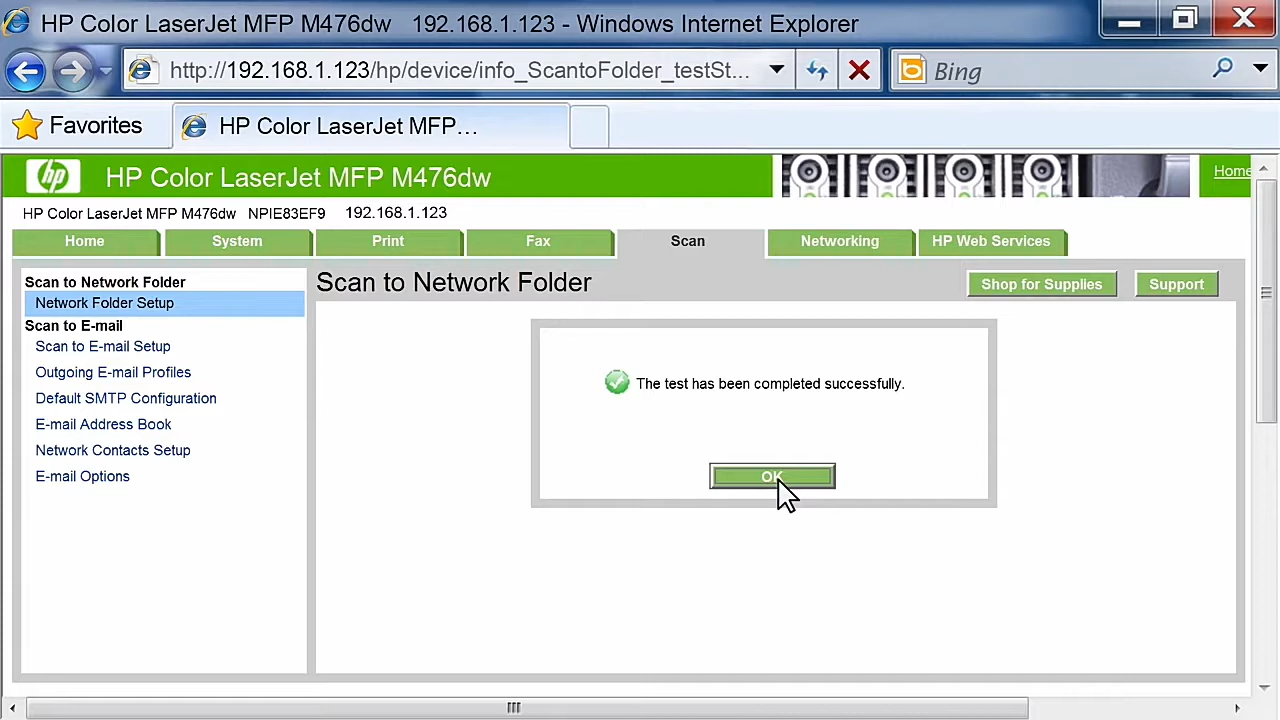 HP Color LaserJet MFP M476dw 192.168.1.123 - Windows Internet Explorer
http://192.168.1.123/hp/device/info_ScantoFolder_testSt... Bing
Favorites HP Color LaserJet MFP...
hp HP Color LaserJet MFP M476dw Home
HP Color LaserJet MFP M476dw NPIE83EF9 192.168.1.123
Home System Print Fax Scan Networking HP Web Services
Scan to Network Folder
Network Folder Setup
Scan to E-mail
Scan to E-mail Setup
Outgoing E-mail Profiles
Default SMTP Configuration
E-mail Address Book
Network Contacts Setup
E-mail Options
Scan to Network Folder Shop for Supplies Support
The test has been completed successfully.
OK